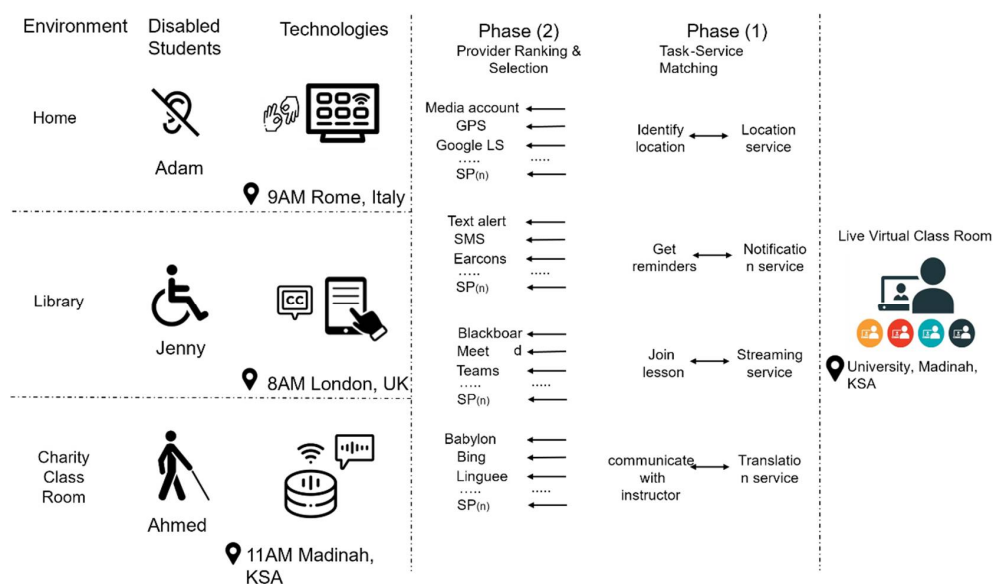 Environment
Disabled
Students
Technologies
Phase (2)
Provider Ranking &
Selection
Phase (1)
Task-Service
Matching
Home
Adam
9AM Rome, Italy
Media account
GPS
Google LS
.....
.....
SP(n)
Identify
location
Location
service
Library
Jenny
CC
8AM London, UK
Text alert
SMS
Earcons
.....
.....
SP(n)
Get
reminders
Notificatio
n service
Blackboar
Meet d
Teams
.....
.....
SP(n)
Join
lesson
Streaming
service
Charity
Class
Room
Ahmed
11AM Madinah,
KSA
Babylon
Bing
Linguee
.....
.....
SP(n)
communicate
with
instructor
Translatio
n service
Live Virtual Class Room
University, Madinah,
KSA